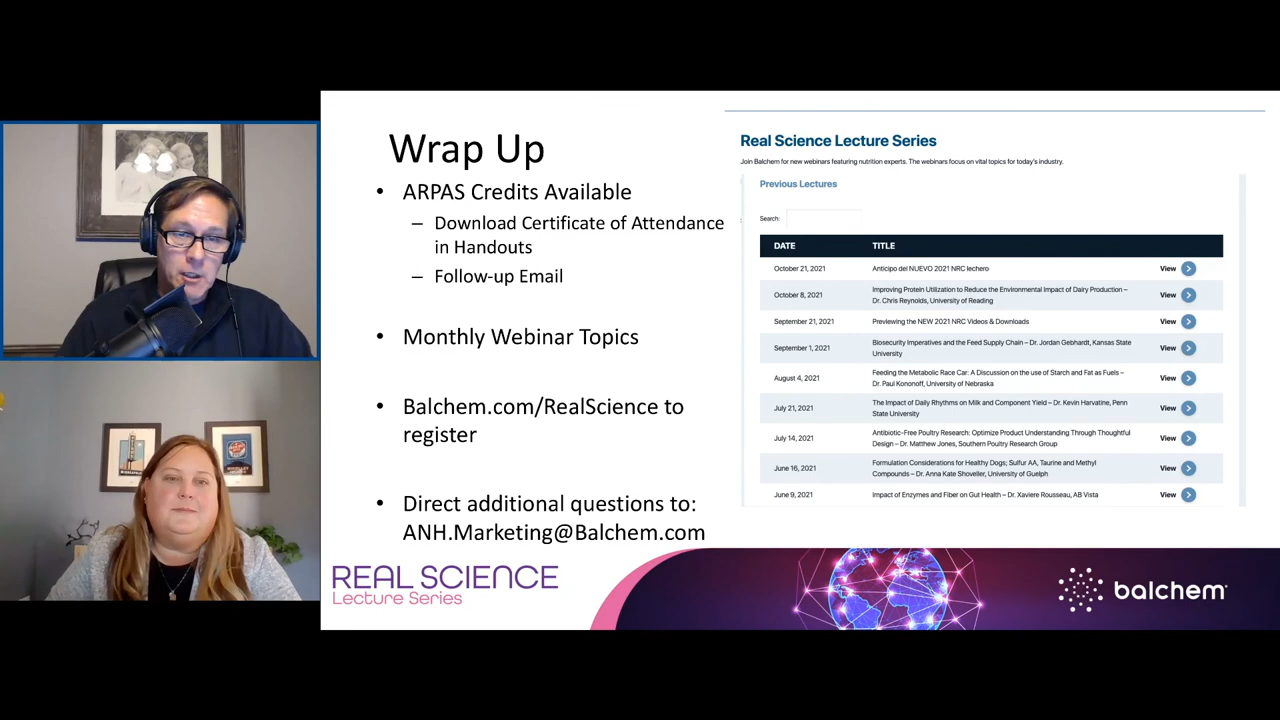 Wrap Up
• ARPAS Credits Available
– Download Certificate of Attendance
in Handouts
– Follow-up Email
• Monthly Webinar Topics
• Balchem.com/RealScience to
register
• Direct additional questions to:
ANH.Marketing@Balchem.com
Real Science Lecture Series
Join Balchem for new webinars featuring nutrition experts. The webinars focus on vital topics for today's industry.
Previous Lectures
Search:
DATE TITLE
October 21, 2021 Anticipo del NUEVO 2021 NRC lechero View
October 8, 2021 Improving Protein Utilization to Reduce the Environmental Impact of Dairy Production –
Dr. Chris Reynolds, University of Reading View
September 21, 2021 Previewing the NEW 2021 NRC Videos & Downloads View
September 1, 2021 Biosecurity Imperatives and the Feed Supply Chain – Dr. Jordan Gebhardt, Kansas State
University View
August 4, 2021 Feeding the Metabolic Race Car: A Discussion on the use of Starch and Fat as Fuels –
Dr. Paul Kononoff, University of Nebraska View
July 21, 2021 The Impact of Daily Rhythms on Milk and Component Yield – Dr. Kevin Harvatine, Penn
State University View
July 14, 2021 Antibiotic-Free Poultry Research: Optimize Product Understanding Through Thoughtful
Design – Dr. Matthew Jones, Southern Poultry Research Group View
June 16, 2021 Formulation Considerations for Healthy Dogs; Sulfur AA, Taurine and Methyl
Compounds – Dr. Anna Kate Shoveller, University of Guelph View
June 9, 2021 Impact of Enzymes and Fiber on Gut Health – Dr. Xaviere Rousseau, AB Vista View
REAL SCIENCE
Lecture Series
balchem